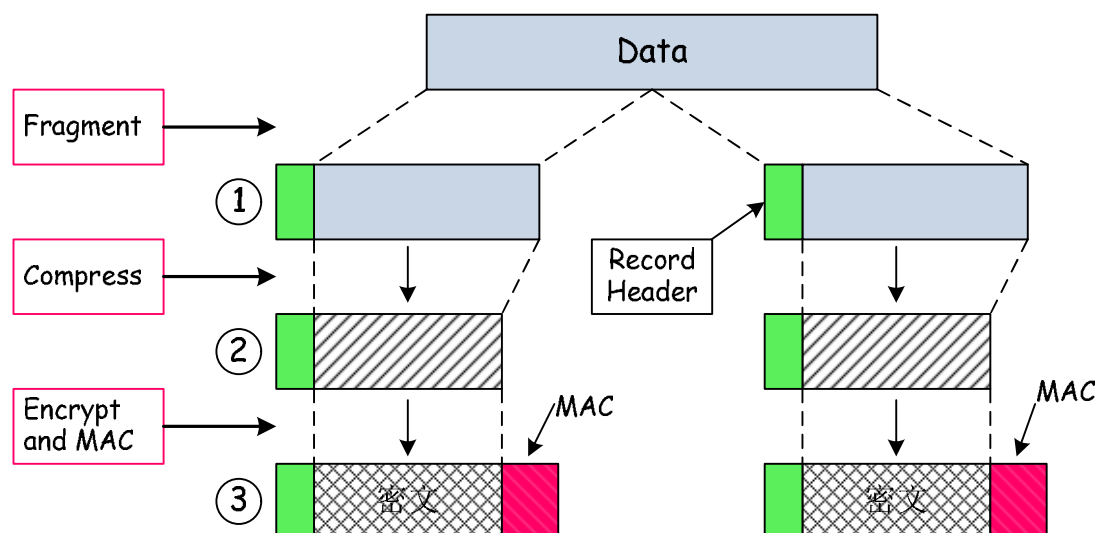 Data
Fragment
1
Compress
Record
Header
2
Encrypt
and MAC
MAC
MAC
3
密文
密文